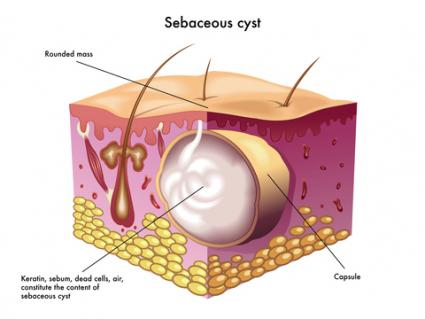 Sebaceous cyst
Rounded mass
Keratin, sebum, dead cells, air,
constitute the content of
sebaceous cyst
Capsule